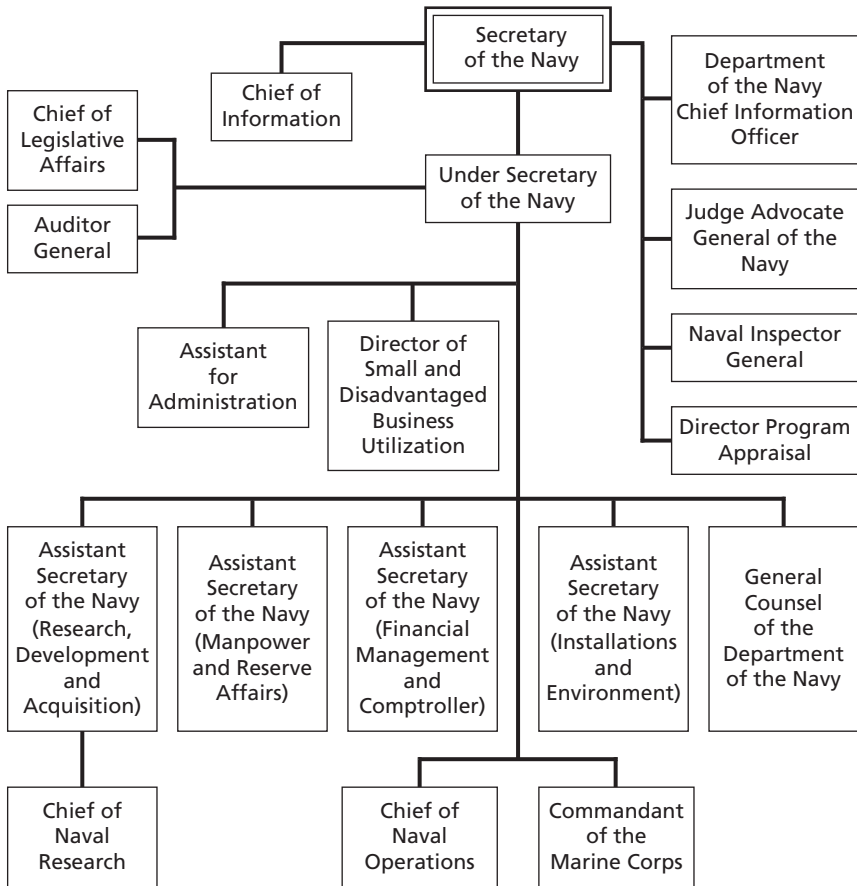 Secretary
of the Navy
Chief of
Information
Department
of the Navy
Chief Information
Officer
Chief of
Legislative
Affairs
Under Secretary
of the Navy
Auditor
General
Judge Advocate
General of the
Navy
Assistant
for
Administration
Director of
Small and
Disadvantaged
Business
Utilization
Naval Inspector
General
Director Program
Appraisal
Assistant
Secretary
of the Navy
(Research,
Development
and
Acquisition)
Assistant
Secretary
of the Navy
(Manpower
and Reserve
Affairs)
Assistant
Secretary
of the Navy
(Financial
Management
and
Comptroller)
Assistant
Secretary
of the Navy
(Installations
and
Environment)
General
Counsel
of the
Department
of the Navy
Chief of
Naval
Research
Chief of
Naval
Operations
Commandant
of the
Marine Corps